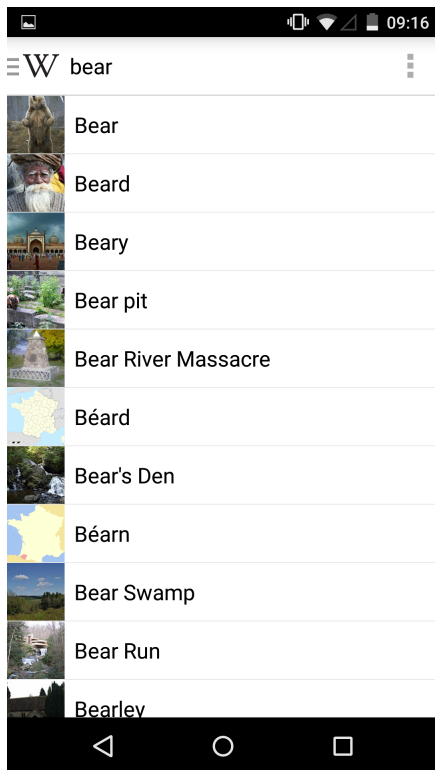 09:16
W bear
Bear
Beard
Beary
Bear pit
Bear River Massacre
Béard
Bear's Den
Béarn
Bear Swamp
Bear Run
Bearley